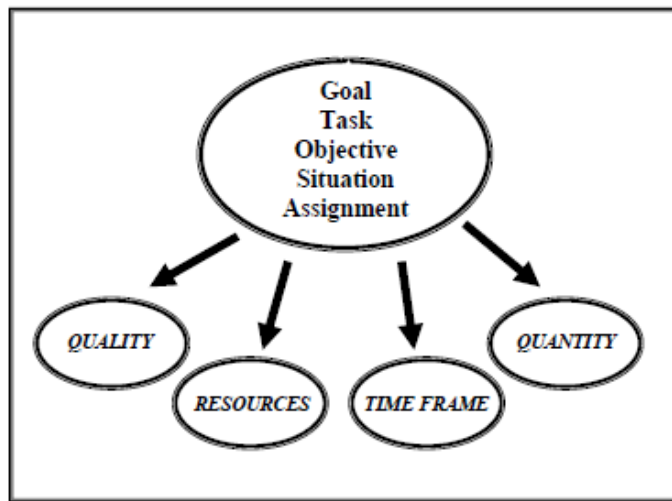 Goal
Task
Objective
Situation
Assignment
QUALITY
QUANTITY
RESOURCES
TIME FRAME